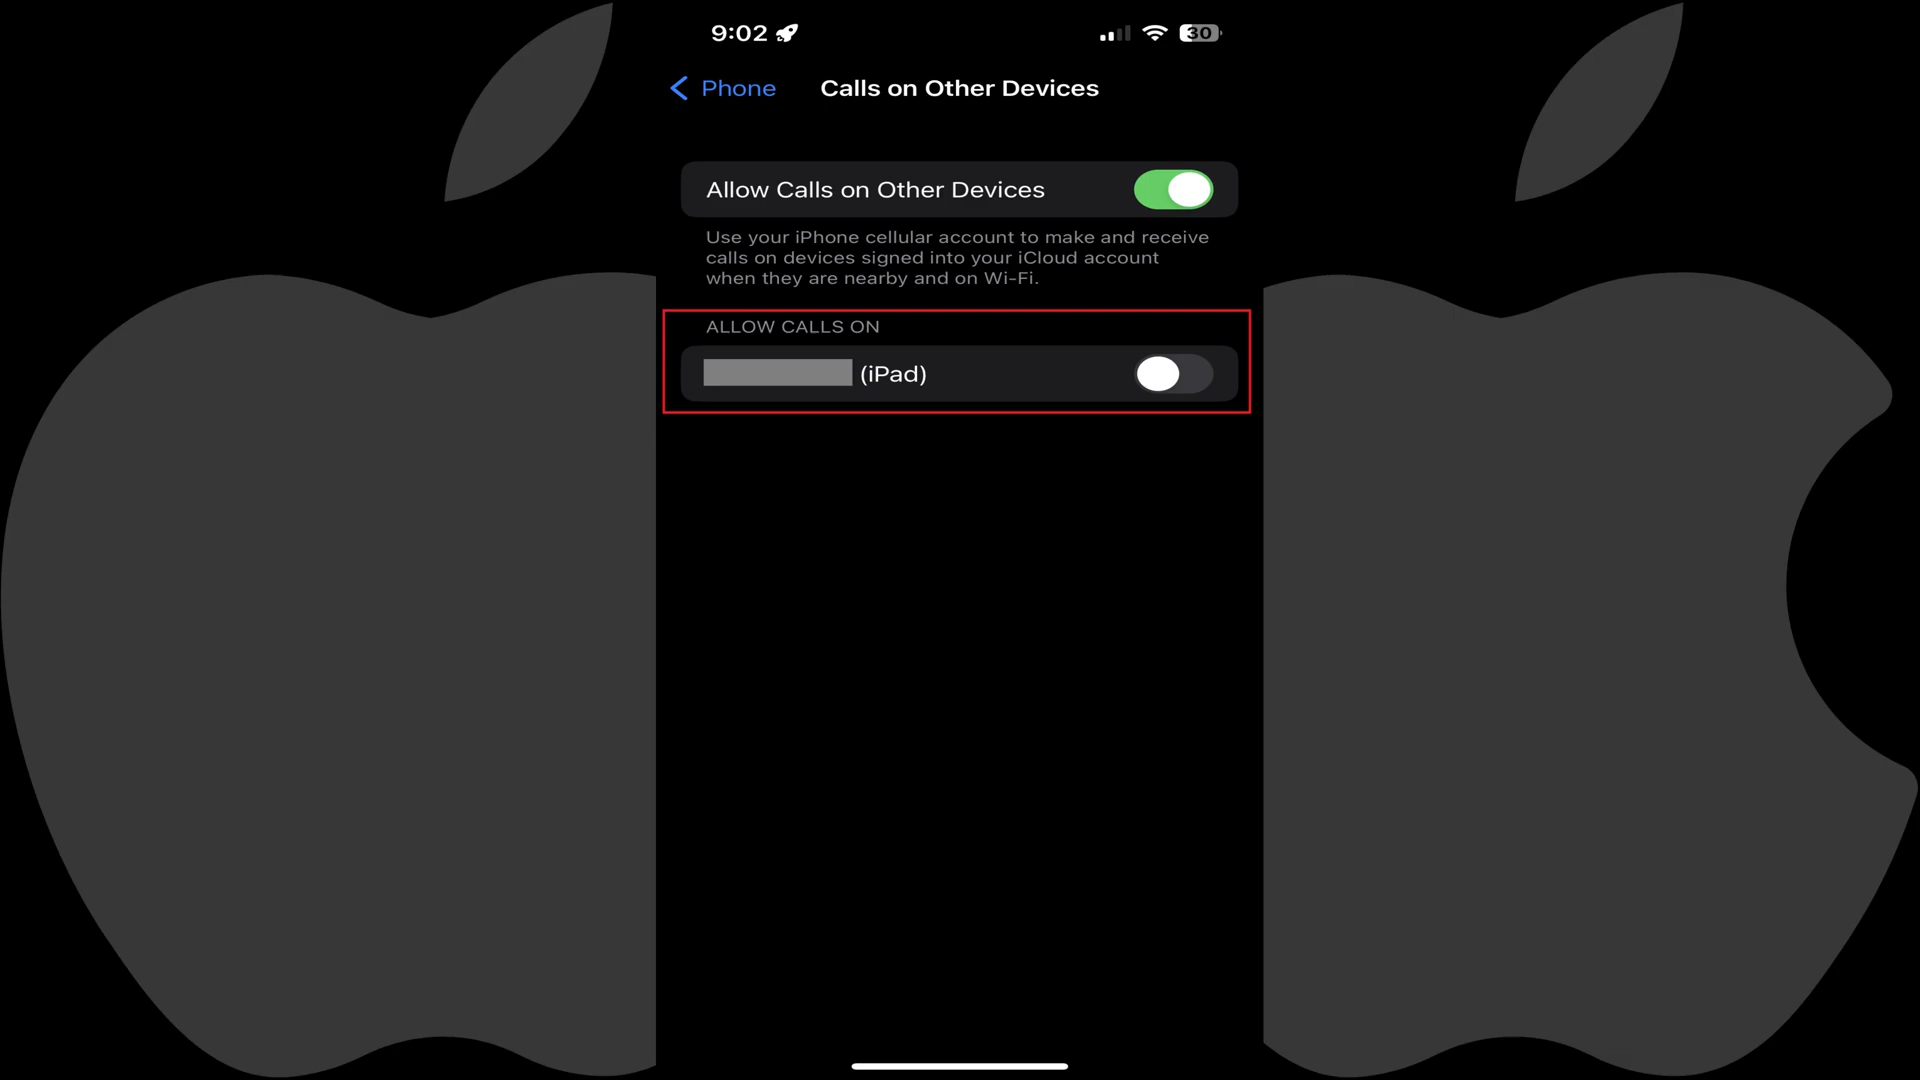 9:02
30
Phone
Calls on Other Devices
Allow Calls on Other Devices
Use your iPhone cellular account to make and receive
calls on devices signed into your iCloud account
when they are nearby and on Wi-Fi.
ALLOW CALLS ON
(iPad)